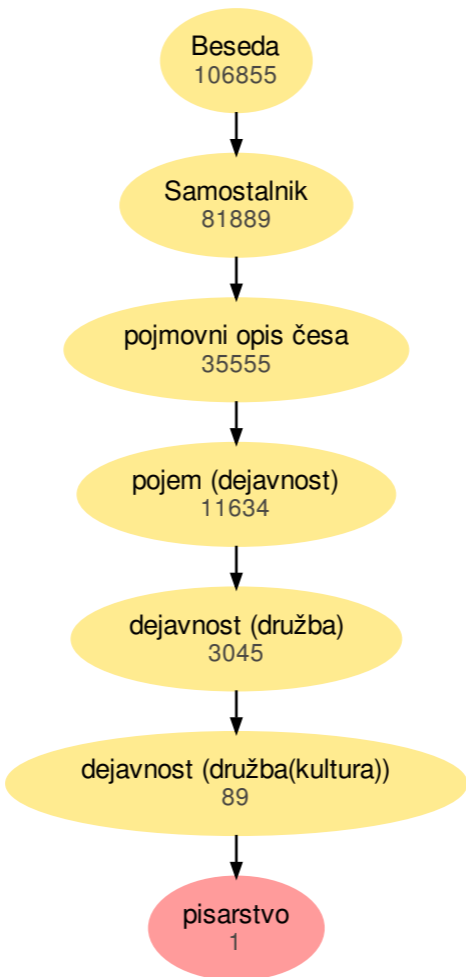 Beseda
106855
Samostalnik
81889
pojmovni opis česa
35555
pojem (dejavnost)
11634
dejavnost (družba)
3045
dejavnost (družba(kultura))
89
pisarstvo
1